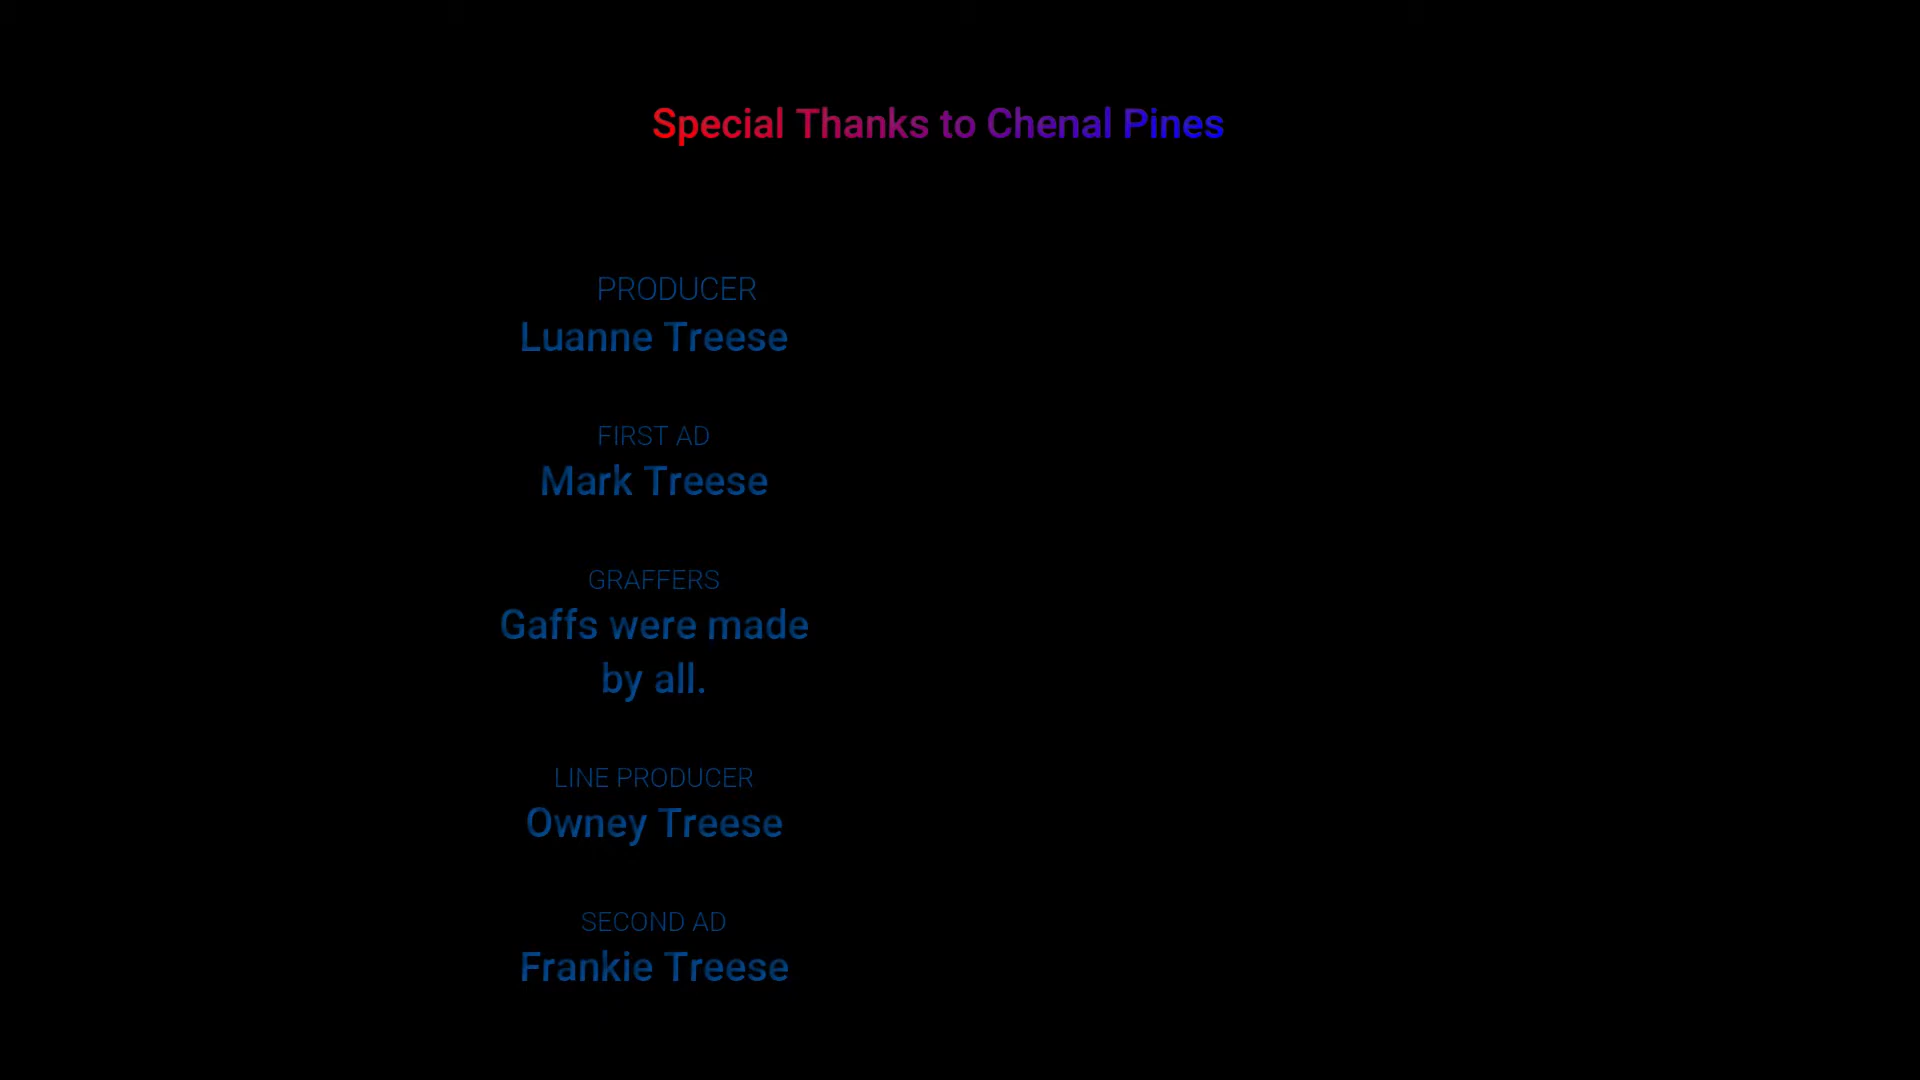 Special Thanks to Chenal Pines
PRODUCER
Luanne Treese
FIRST AD
Mark Treese
GRAFFERS
Gaffs were made
by all.
LINE PRODUCER
Owney Treese
SECOND AD
Frankie Treese